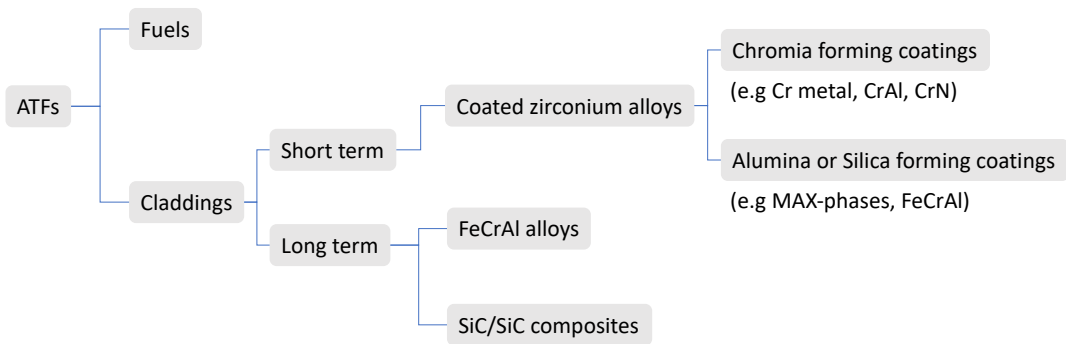 Fuels
Chromia forming coatings
(e.g Cr metal, CrAl, CrN)
ATFs
Coated zirconium alloys
Short term
Alumina or Silica forming coatings
(e.g MAX-phases, FeCrAl)
Claddings
Long term
FeCrAl alloys
SiC/SiC composites